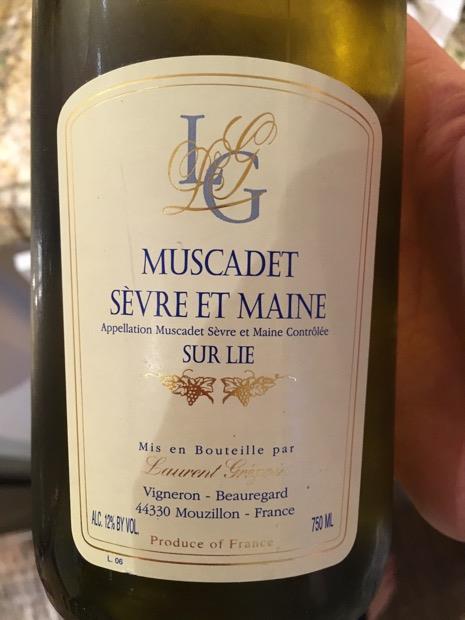 LG
MUSCADET
SÈVRE ET MAINE
Appellation Muscadet Sèvre et Maine Contrôlée
SUR LIE
Mis en Bouteille par
Laurent
Vigneron - Beauregard
44330 Mouzillon - France
ALC. 12% BY VOL.
750 ML
Produce of France
L. 06